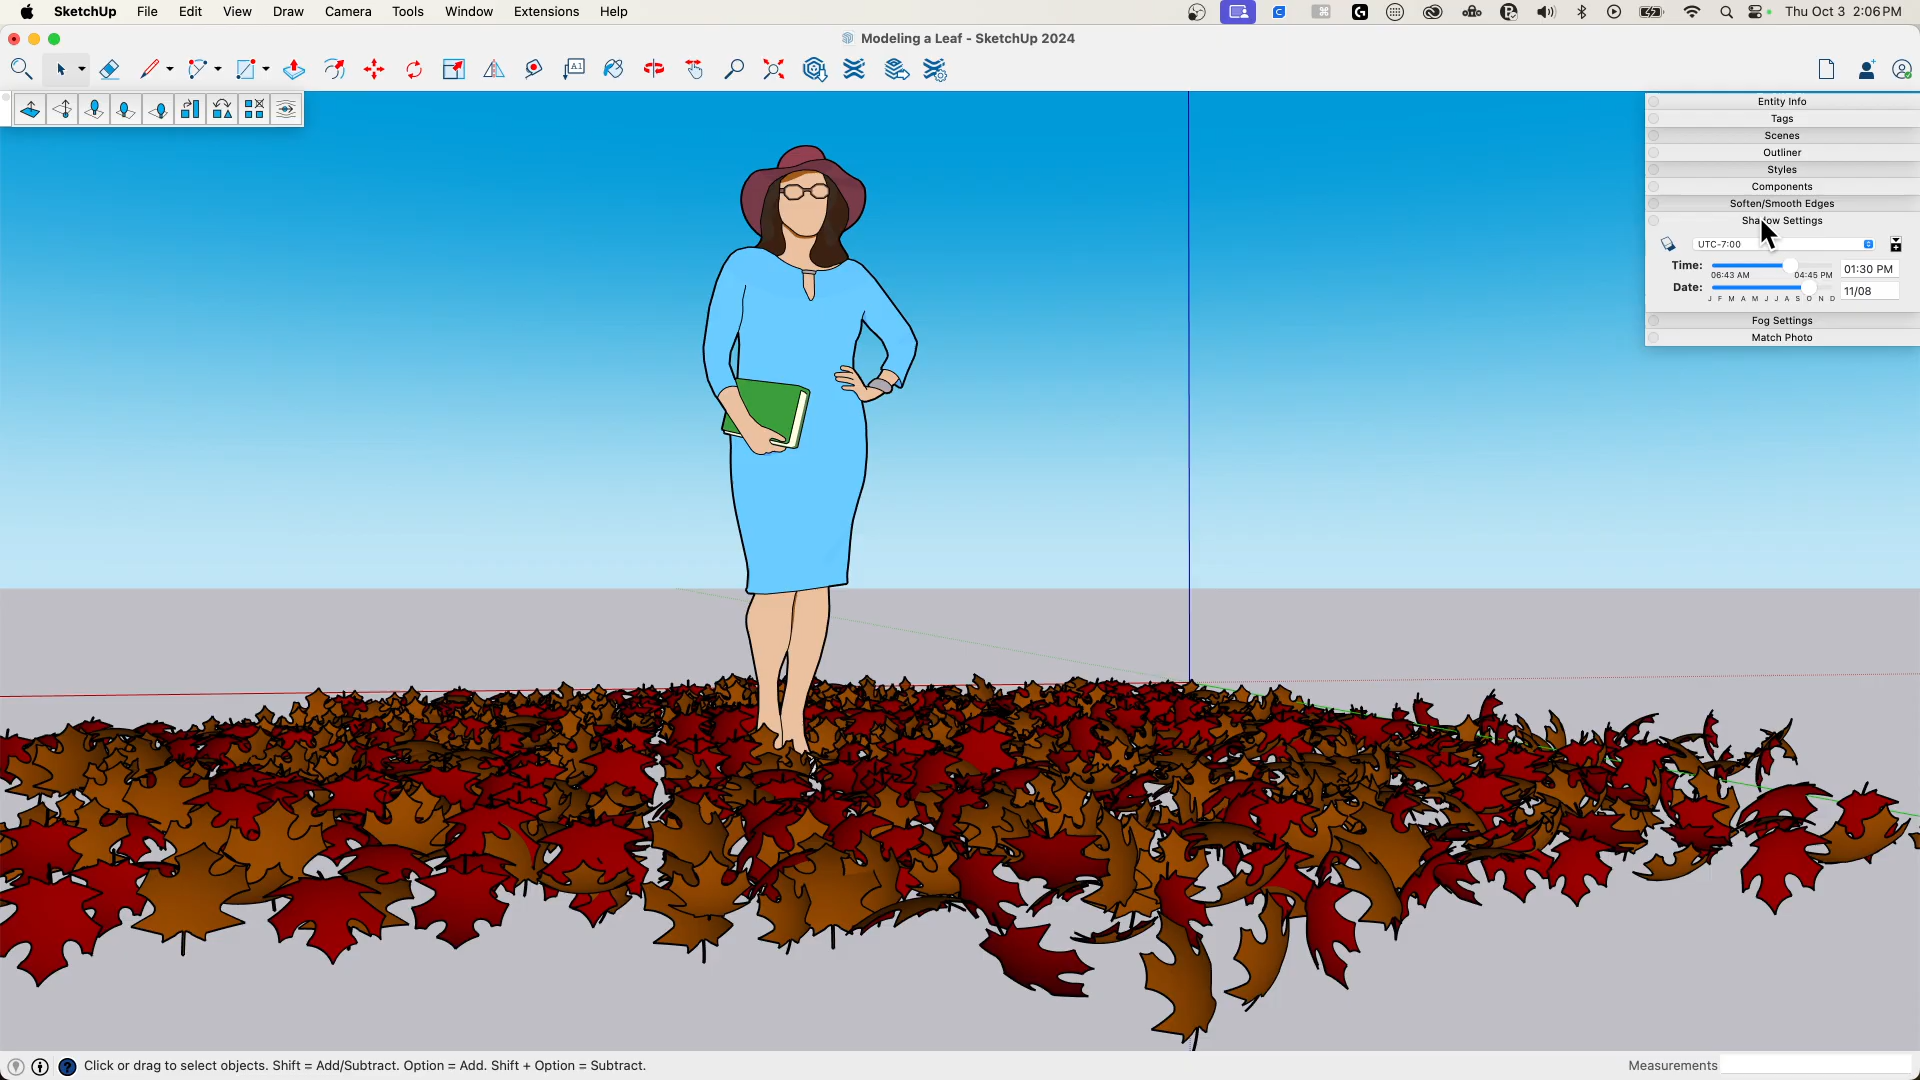 SketchUp File Edit View Draw Camera Tools Window Extensions Help
Thu Oct 3 2:06 PM
Modeling a Leaf - SketchUp 2024
A1
Entity Info
Tags
Scenes
Outliner
Styles
Components
Soften/Smooth Edges
Shadow Settings
UTC-7:00
Time: 06:43 AM 04:45 PM 01:30 PM
Date: J F M A M J J A S O N D 11/08
Fog Settings
Match Photo
Click or drag to select objects. Shift = Add/Subtract. Option = Add. Shift + Option = Subtract.
Measurements